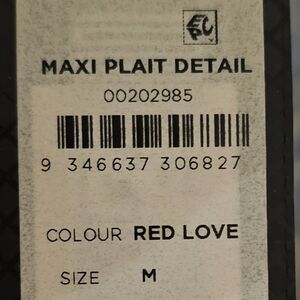 MAXI PLAIT DETAIL
00202985
9 346637 306827
COLOUR RED LOVE
SIZE M